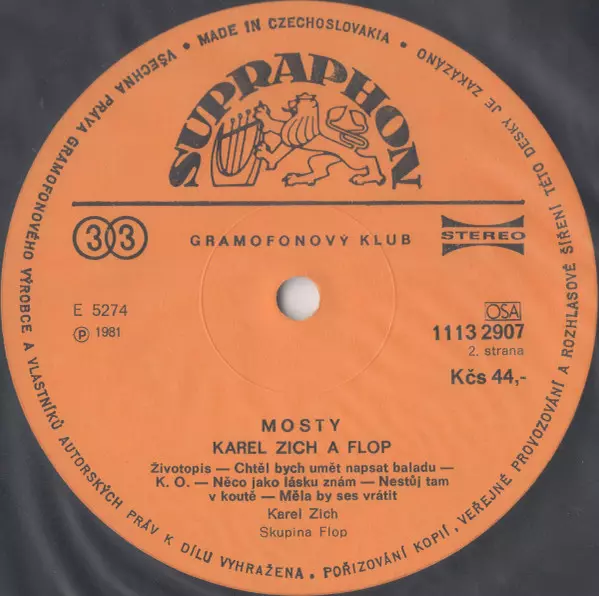 VŠECHNA PRÁVA GRAMOFONOVÉHO VÝROBCE A VLASTNÍKŮ AUTORSKÝCH PRÁV K DÍLU VYHRAŽENA. POŘIZOVÁNÍ KOPIÍ, VEŘEJNÉ PROVOZOVÁNÍ A ROZHLASOVÉ ŠÍŘENÍ TÉTO DESKY JE ZAKÁZÁNO • MADE IN CZECHOSLOVAKIA •
SUPRAPHON
33
GRAMOFONOVÝ KLUB
STEREO
E 5274
Ⓟ 1981
OSA
1113 2907
2. strana
Kčs 44,-
MOSTY
KAREL ZICH A FLOP
Životopis — Chtěl bych umět napsat baladu —
K. O. — Něco jako lásku znám — Nestůj tam
v koutě — Měla by ses vrátit
Karel Zich
Skupina Flop